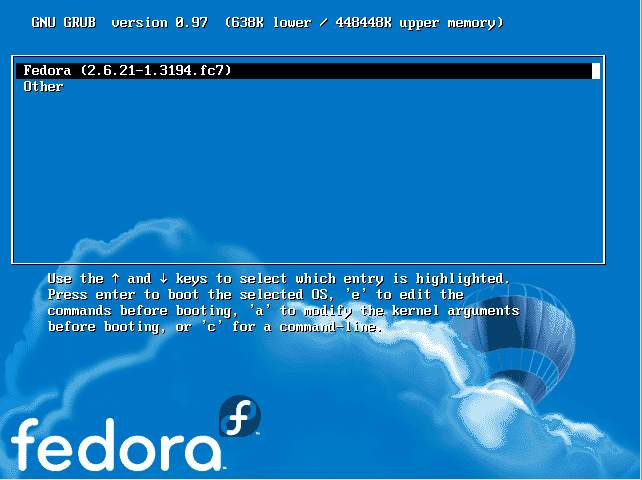 GNU GRUB  version 0.97  (638K lower / 448448K upper memory)
Fedora (2.6.21-1.3194.fc7)
Other
Use the ↑ and ↓ keys to select which entry is highlighted.
Press enter to boot the selected OS, 'e' to edit the
commands before booting, 'a' to modify the kernel arguments
before booting, or 'c' for a command-line.
fedora™